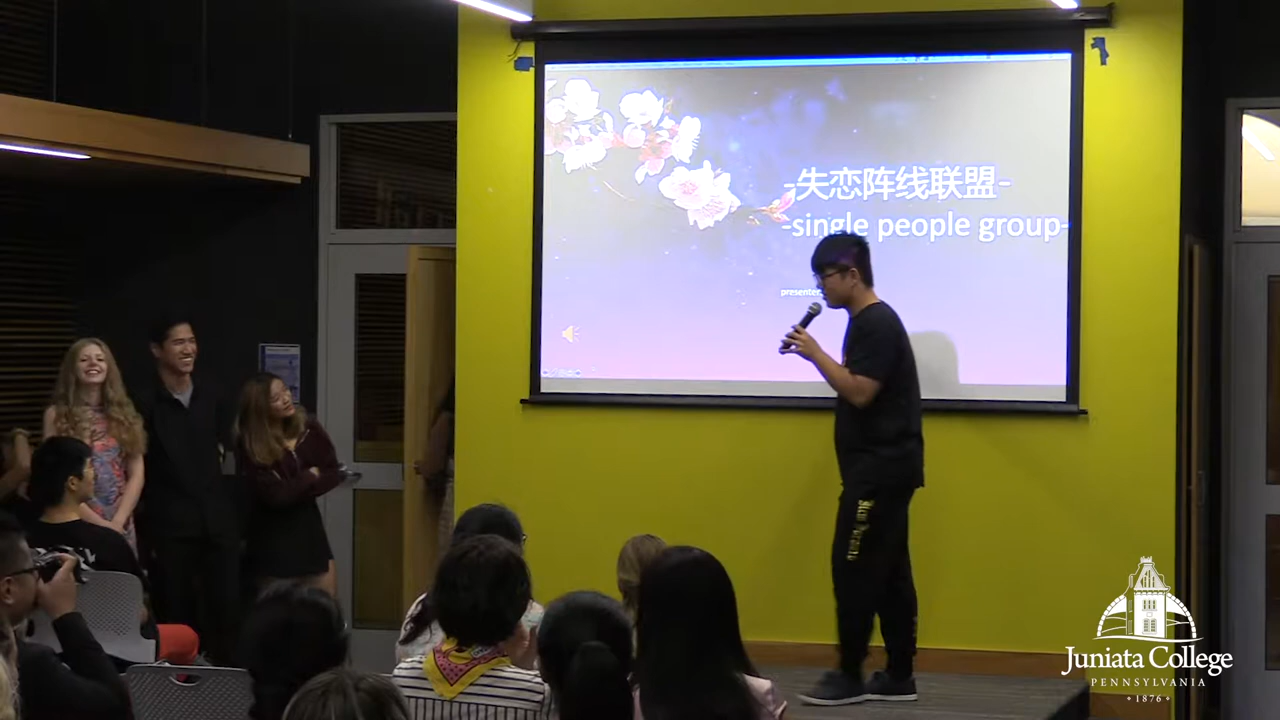 -失恋阵线联盟-
-single people group-
presenter
Juniata College
PENNSYLVANIA
1876